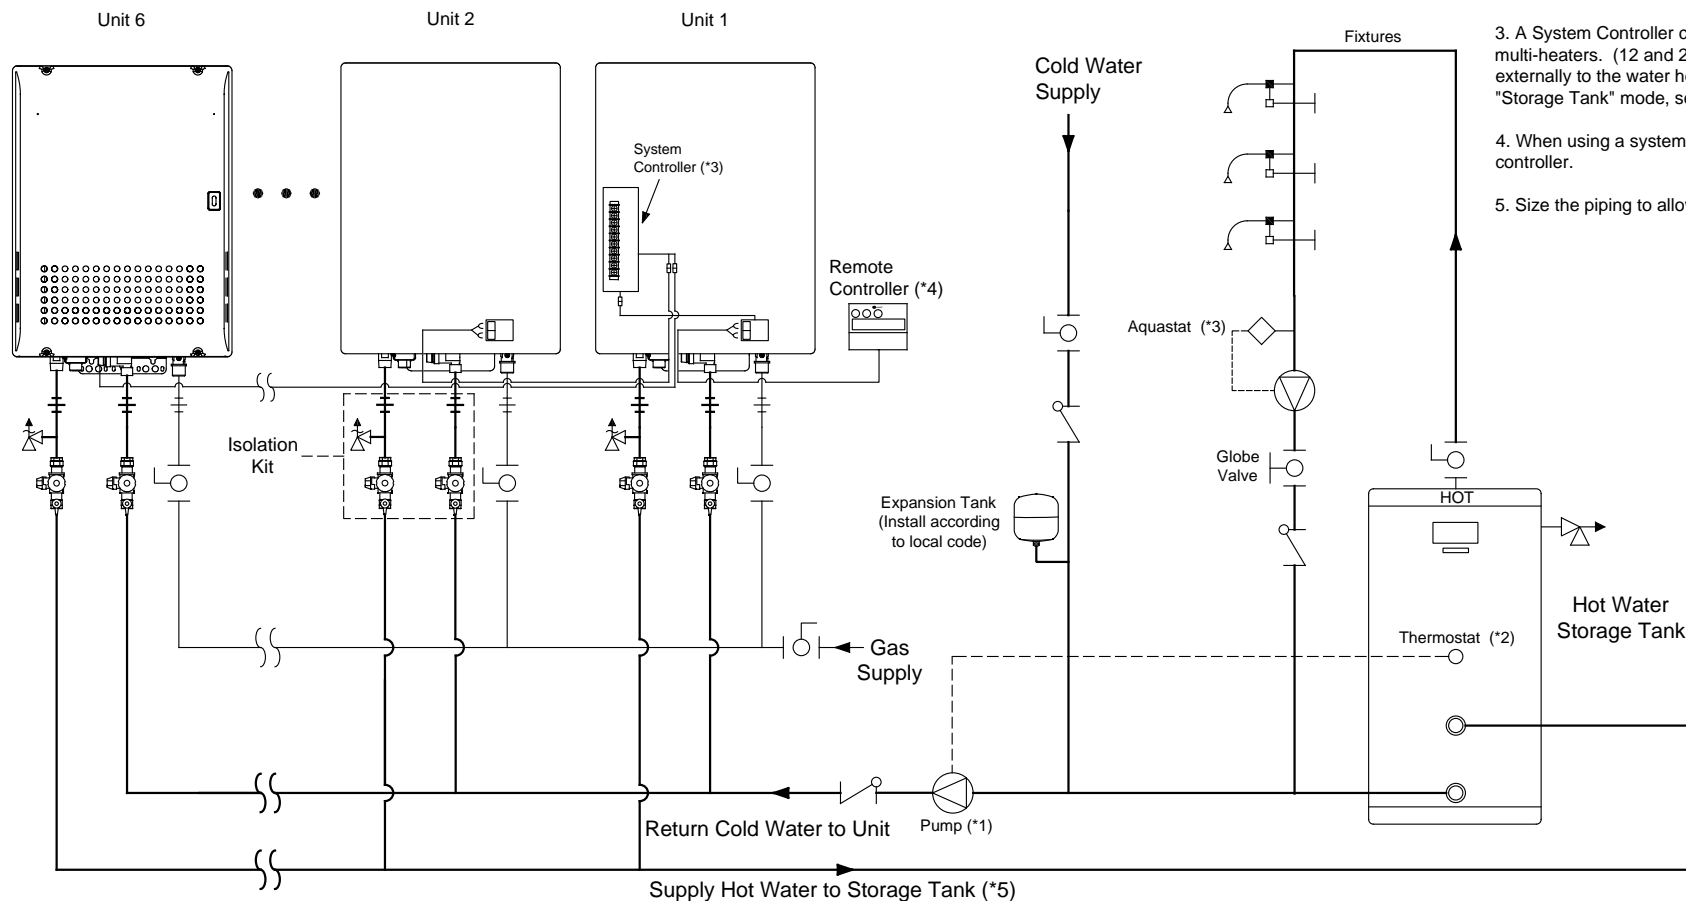 Unit 6
Unit 2
Unit 1
System
Controller (*3)
Remote
Controller (*4)
Isolation
Kit
Gas
Supply
Cold Water
Supply
Fixtures
Aquastat (*3)
Globe
Valve
Expansion Tank
(Install according
to local code)
HOT
Thermostat (*2)
Hot Water
Storage Tank
Return Cold Water to Unit
Pump (*1)
Supply Hot Water to Storage Tank (*5)
3. A System Controller
multi-heaters. (12 and
externally to the water
"Storage Tank" mode,
4. When using a system
controller.
5. Size the piping to